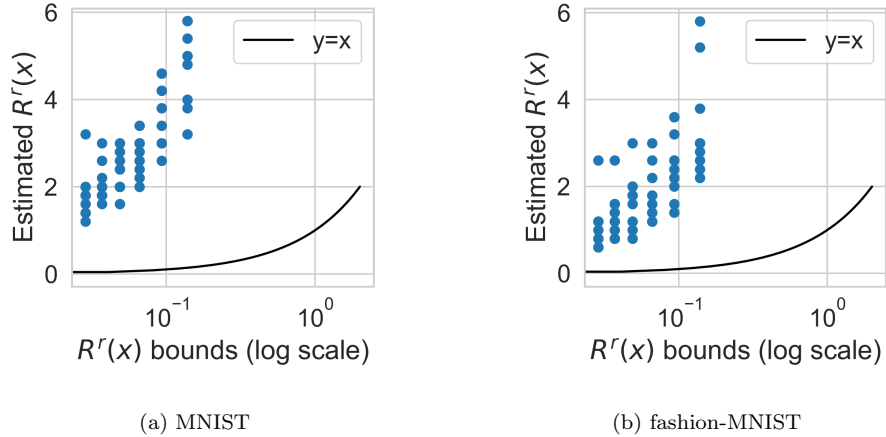 6
4
2
0
Estimated R^r(x)
y=x
10^−1
10^0
R^r(x) bounds (log scale)
(a) MNIST
6
4
2
0
Estimated R^r(x)
y=x
10^−1
10^0
R^r(x) bounds (log scale)
(b) fashion-MNIST